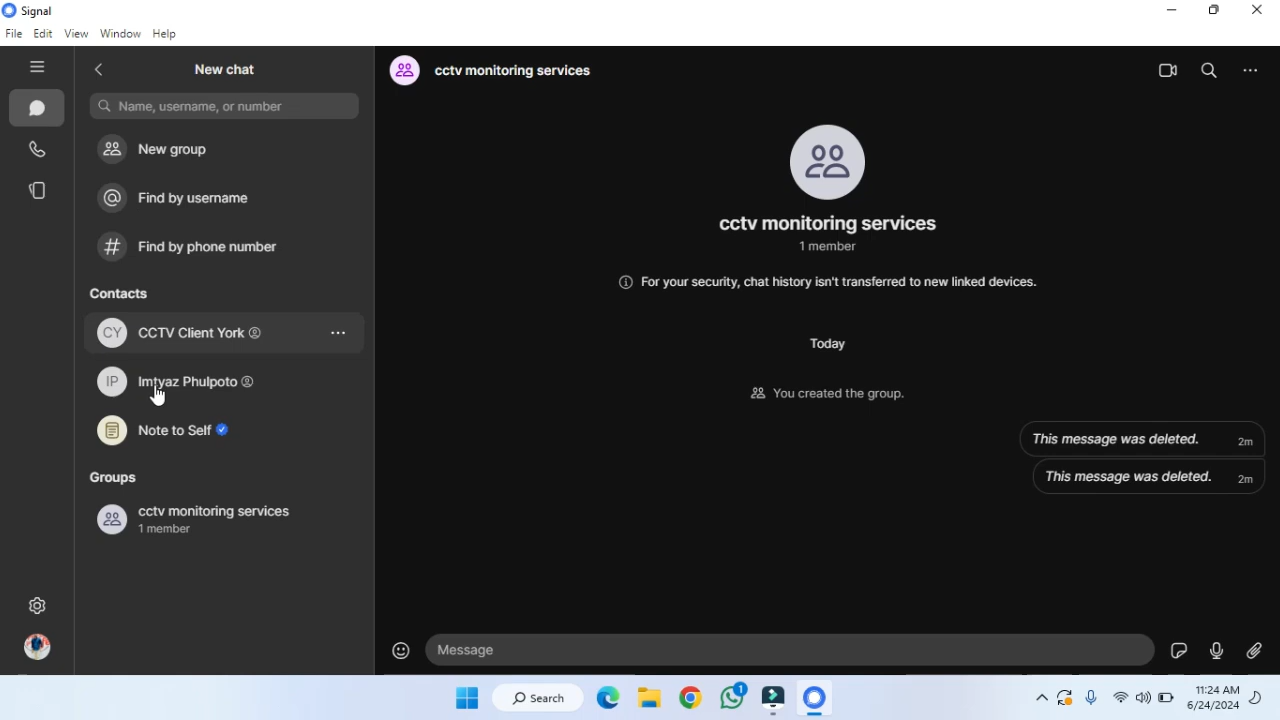 Signal
File Edit View Window Help
New chat
Name, username, or number
New group
@ Find by username
# Find by phone number
Contacts
CY CCTV Client York
IP Imtyaz Phulpoto
Note to Self
Groups
cctv monitoring services
1 member
cctv monitoring services
cctv monitoring services
1 member
For your security, chat history isn't transferred to new linked devices.
Today
You created the group.
This message was deleted. 2m
This message was deleted. 2m
Message
Search
1
11:24 AM
6/24/2024